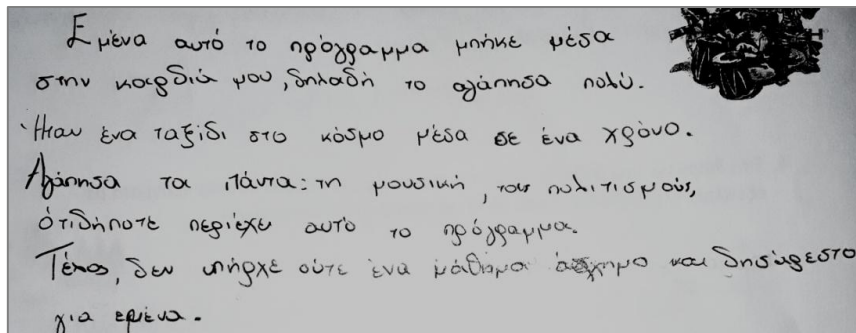 Εμένα αυτό το πρόγραμμα μπήκε μέσα
στην καρδιά μου, δηλαδή το αγάπησα πολύ.
Ήταν ένα ταξίδι στο κόσμο μέσα σε ένα χρόνο.
Αγάπησα τα πάντα: τη μουσική, τους πολιτισμούς,
ότιδήποτε περιέχει αυτό το πρόγραμμα.
Τέλος, δεν υπήρχε ούτε ένα μάθημα άσχημο και δησάρεστο
για εμένα.